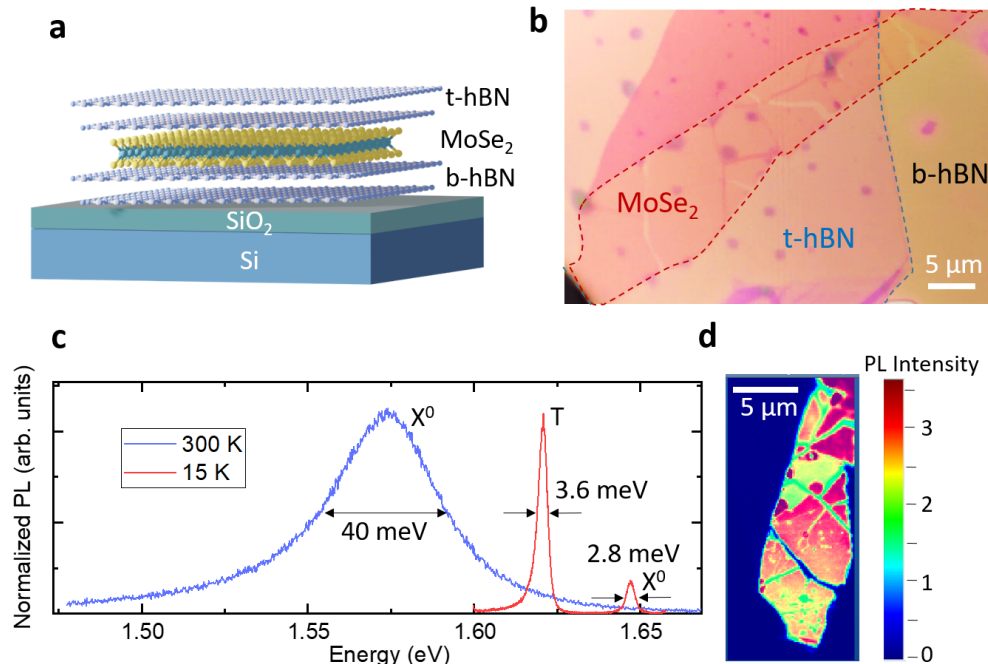 a
t-hBN
MoSe₂
b-hBN
SiO₂
Si
b
MoSe₂
t-hBN
b-hBN
5 μm
c
Normalized PL (arb. units)
300 K
15 K
X⁰
T
3.6 meV
40 meV
2.8 meV
X⁰
1.50
1.55
1.60
1.65
Energy (eV)
d
PL Intensity
5 μm
3
2
1
0